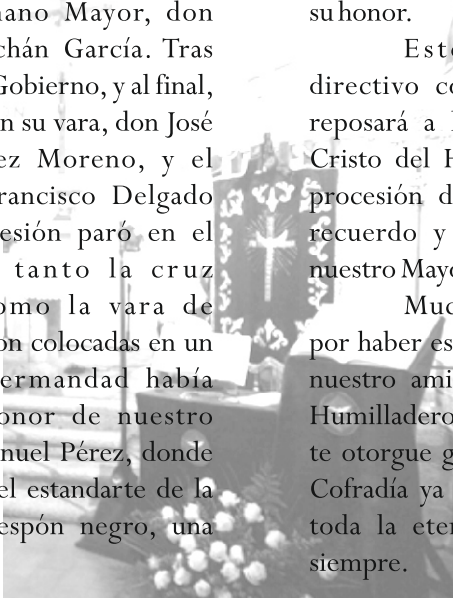 ano Mayor, don
chán García. Tras
Gobierno, y al final,
n su vara, don José
ez Moreno, y el
rancisco Delgado
esión paró en el
tanto la cruz
omo la vara de
on colocadas en un
ermandad había
onor de nuestro
nuel Pérez, donde
el estandarte de la
espón negro, una
su honor.
Este
directivo co
reposará a l
Cristo del H
procesión d
recuerdo y
nuestro Mayo
Muc
por haber es
nuestro ami
Humilladero
te otorgue g
Cofradía ya
toda la eter
siempre.